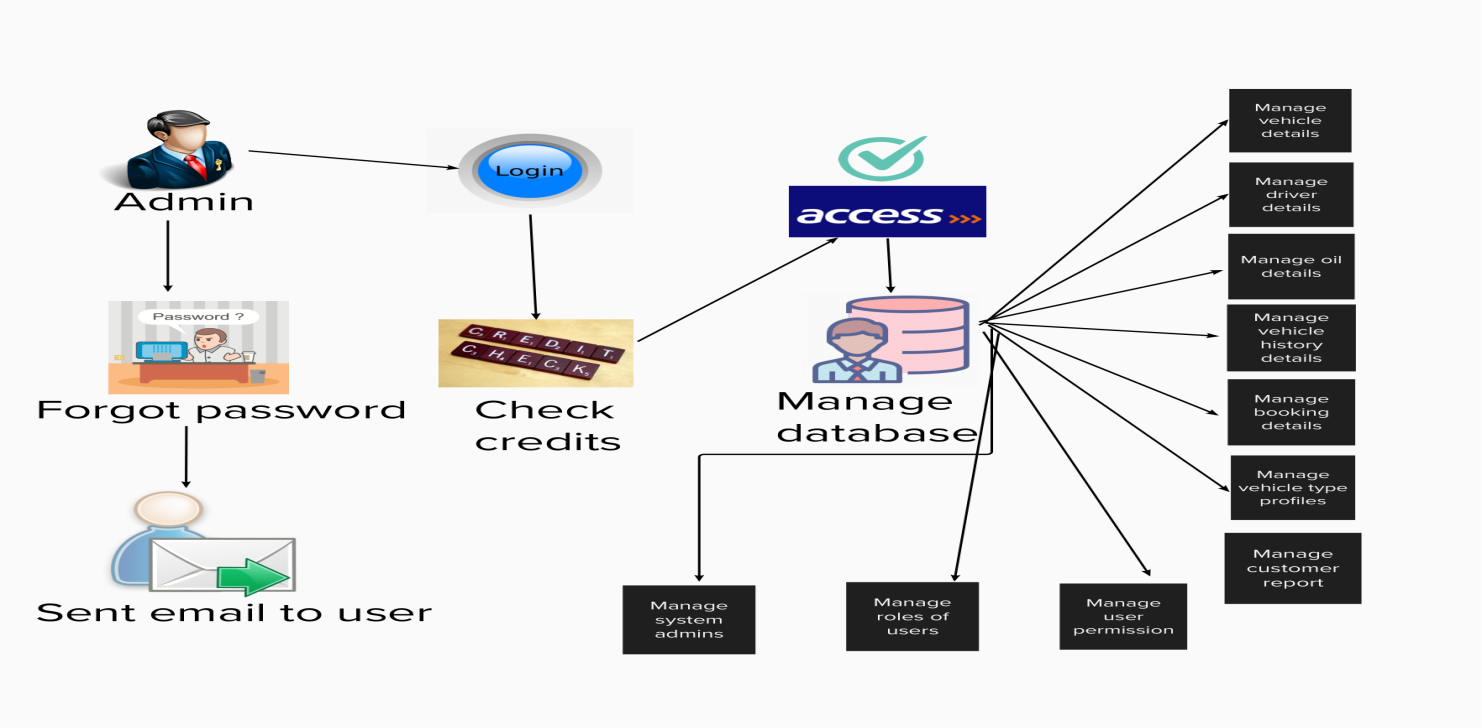 Admin
Login
Password ?
Forgot password
Sent email to user
CREDIT
CHECK
Check
credits
access >>>
Manage
database
Manage
vehicle
details
Manage
driver
details
Manage oil
details
Manage
vehicle
history
details
Manage
booking
details
Manage
vehicle type
profiles
Manage
customer
report
Manage
system
admins
Manage
roles of
users
Manage
user
permission